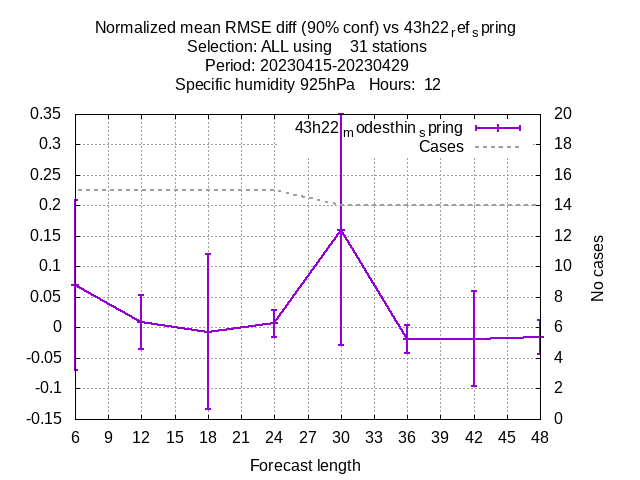 Normalized mean RMSE diff (90% conf) vs 43h22_ref_spring
Selection: ALL using 31 stations
Period: 20230415-20230429
Specific humidity 925hPa Hours: 12
43h22_modesthin_spring
Cases
0.35
0.3
0.25
0.2
0.15
0.1
0.05
0
-0.05
-0.1
-0.15
20
18
16
14
12
10
8
6
4
2
0
No cases
6 9 12 15 18 21 24 27 30 33 36 39 42 45 48
Forecast length